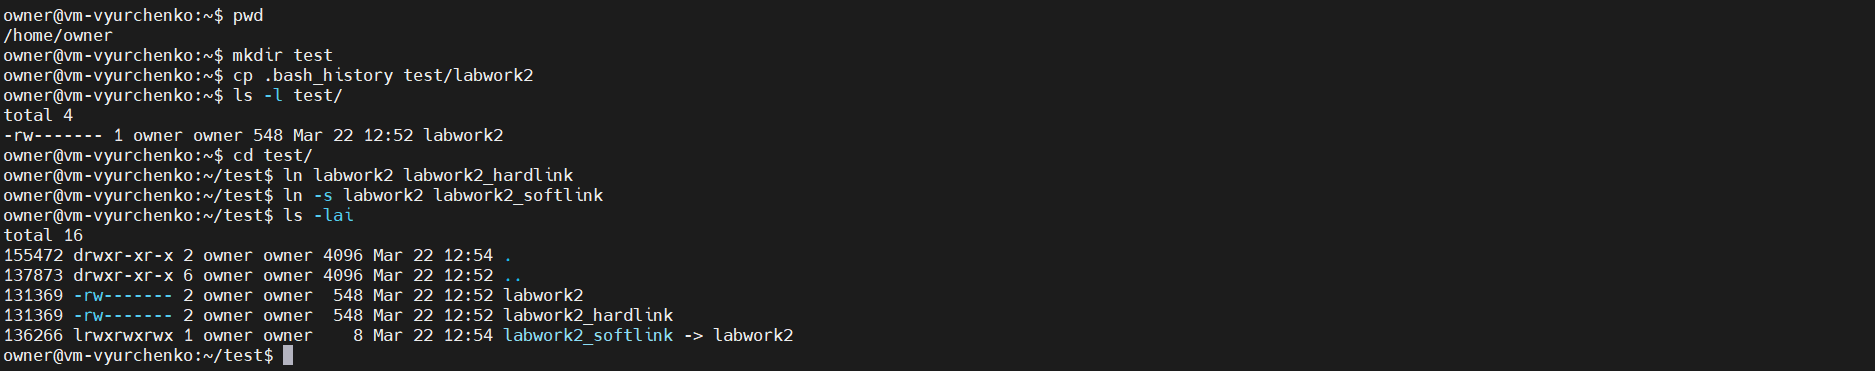 owner@vm-vyurchenko:~$ pwd
/home/owner
owner@vm-vyurchenko:~$ mkdir test
owner@vm-vyurchenko:~$ cp .bash_history test/labwork2
owner@vm-vyurchenko:~$ ls -l test/
total 4
-rw------- 1 owner owner 548 Mar 22 12:52 labwork2
owner@vm-vyurchenko:~$ cd test/
owner@vm-vyurchenko:~/test$ ln labwork2 labwork2_hardlink
owner@vm-vyurchenko:~/test$ ln -s labwork2 labwork2_softlink
owner@vm-vyurchenko:~/test$ ls -lai
total 16
155472 drwxr-xr-x 2 owner owner 4096 Mar 22 12:54 .
137873 drwxr-xr-x 6 owner owner 4096 Mar 22 12:52 ..
131369 -rw------- 2 owner owner  548 Mar 22 12:52 labwork2
131369 -rw------- 2 owner owner  548 Mar 22 12:52 labwork2_hardlink
136266 lrwxrwxrwx 1 owner owner    8 Mar 22 12:54 labwork2_softlink -> labwork2
owner@vm-vyurchenko:~/test$